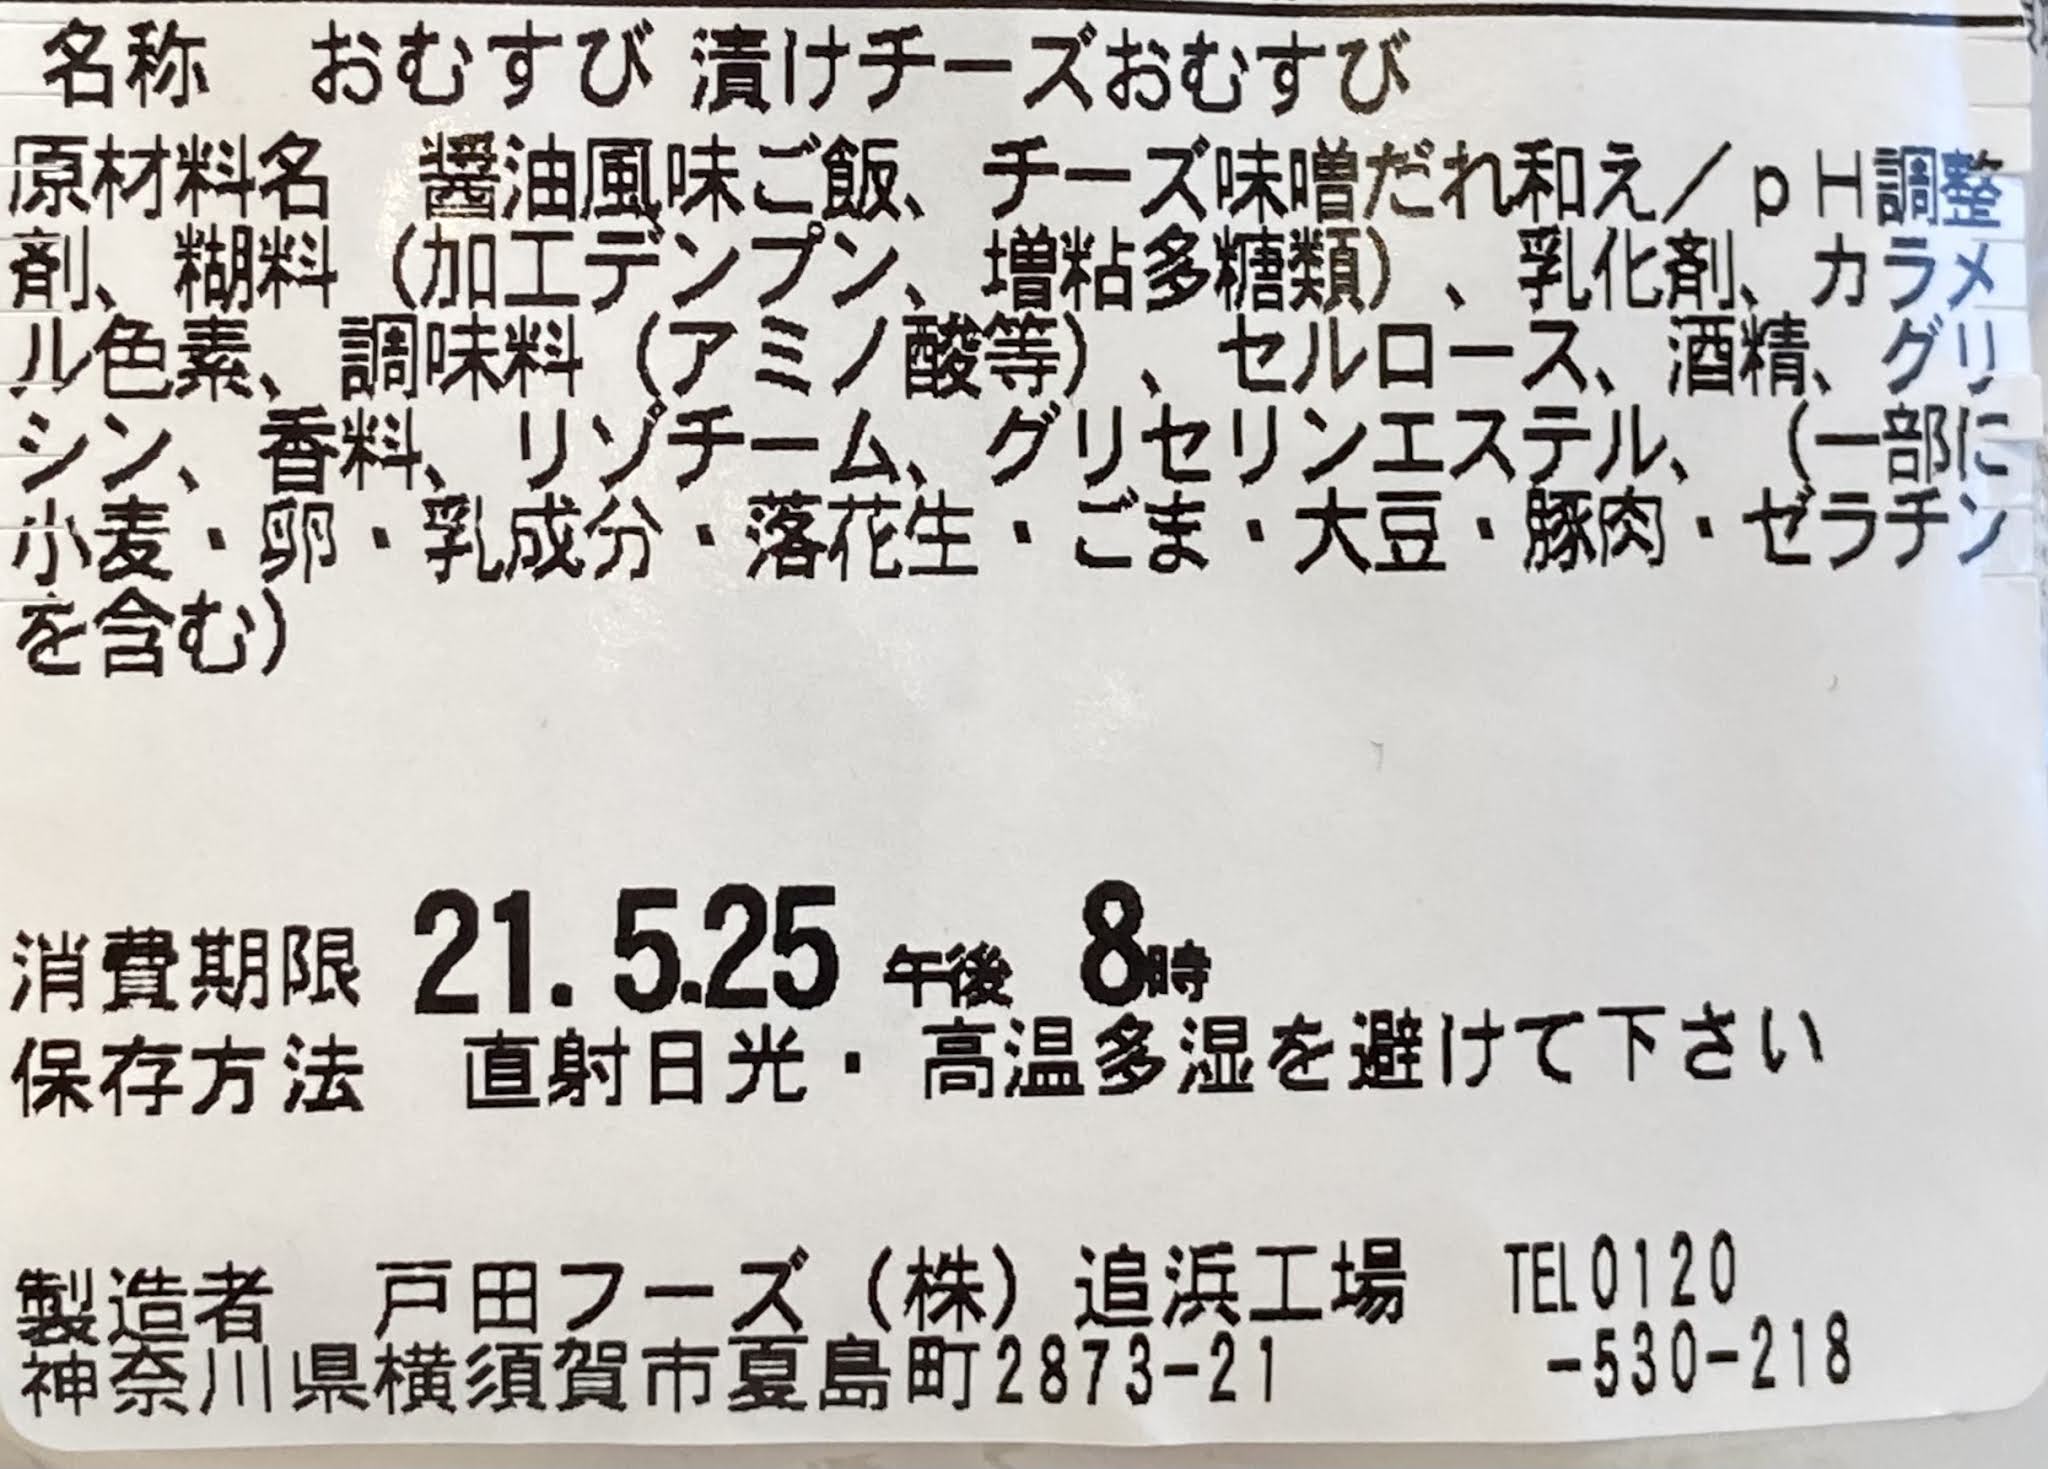 名称　おむすび 漬けチーズおむすび
原材料名　醤油風味ご飯、チーズ味噌だれ和え／ｐＨ調整
剤、糊料（加工デンプン、増粘多糖類）、乳化剤、カラメ
ル色素、調味料（アミノ酸等）、セルロース、酒精、グリ
シン、香料、リゾチーム、グリセリンエステル、（一部に
小麦・卵・乳成分・落花生・ごま・大豆・豚肉・ゼラチン
を含む）
消費期限 21. 5.25 午後 8時
保存方法　直射日光・高温多湿を避けて下さい
製造者　戸田フーズ（株）追浜工場　TEL0120
神奈川県横須賀市夏島町2873-21　-530-218